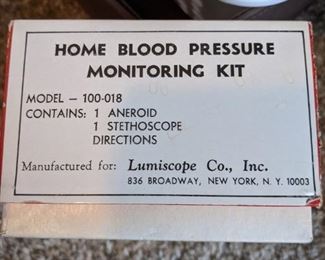 HOME BLOOD PRESSURE
MONITORING KIT
MODEL – 100-018
CONTAINS: 1 ANEROID
1 STETHOSCOPE
DIRECTIONS
Manufactured for: Lumiscope Co., Inc.
836 BROADWAY, NEW YORK, N. Y. 10003